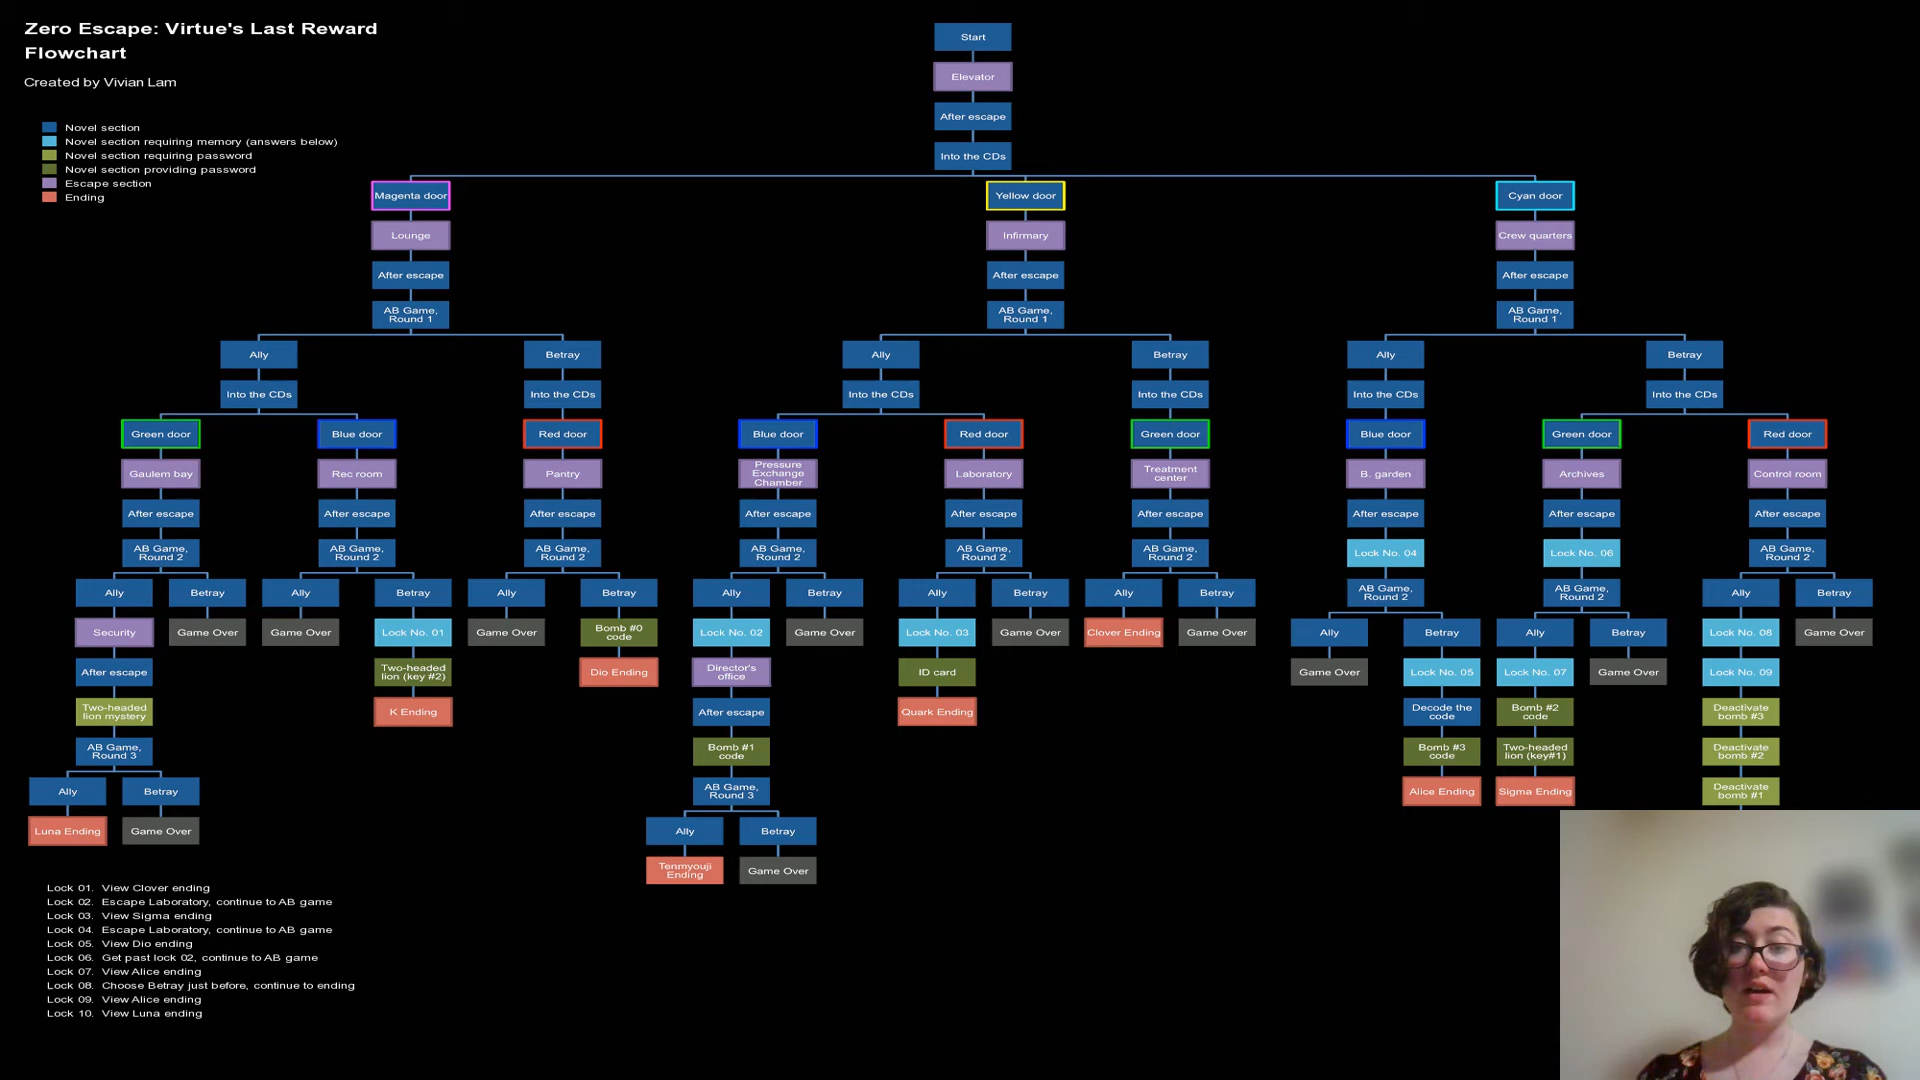 Zero Escape: Virtue's Last Reward
Flowchart
Created by Vivian Lam
Novel section
Novel section requiring memory (answers below)
Novel section requiring password
Novel section providing password
Escape section
Ending
Start
Elevator
After escape
Into the CDs
Magenta door
Yellow door
Cyan door
Lounge
Infirmary
Crew quarters
After escape
After escape
After escape
AB Game,
Round 1
AB Game,
Round 1
AB Game,
Round 1
Ally
Betray
Ally
Betray
Ally
Betray
Into the CDs
Into the CDs
Into the CDs
Into the CDs
Into the CDs
Into the CDs
Green door
Blue door
Red door
Blue door
Red door
Green door
Blue door
Green door
Red door
Gaulem bay
Rec room
Pantry
Pressure
Exchange
Chamber
Laboratory
Treatment
center
B. garden
Archives
Control room
After escape
After escape
After escape
After escape
After escape
After escape
After escape
After escape
After escape
AB Game,
Round 2
AB Game,
Round 2
AB Game,
Round 2
AB Game,
Round 2
AB Game,
Round 2
AB Game,
Round 2
Lock No. 04
Lock No. 06
AB Game,
Round 2
Ally
Betray
Ally
Betray
Ally
Betray
Ally
Betray
Ally
Betray
Ally
Betray
AB Game,
Round 2
AB Game,
Round 2
Ally
Betray
Security
Game Over
Game Over
Lock No. 01
Game Over
Bomb #0
code
Lock No. 02
Game Over
Lock No. 03
Game Over
Clover Ending
Game Over
Ally
Betray
Ally
Betray
Lock No. 08
Game Over
After escape
Two-headed
lion (key #2)
Dio Ending
Director's
office
ID card
Game Over
Lock No. 05
Lock No. 07
Game Over
Lock No. 09
Two-headed
lion mystery
K Ending
After escape
Quark Ending
Decode the
code
Bomb #2
code
Deactivate
bomb #3
AB Game,
Round 3
Bomb #1
code
Bomb #3
code
Two-headed
lion (key#1)
Deactivate
bomb #2
Ally
Betray
AB Game,
Round 3
Alice Ending
Sigma Ending
Deactivate
bomb #1
Luna Ending
Game Over
Ally
Betray
Tenmyouji
Ending
Game Over
Lock 01. View Clover ending
Lock 02. Escape Laboratory, continue to AB game
Lock 03. View Sigma ending
Lock 04. Escape Laboratory, continue to AB game
Lock 05. View Dio ending
Lock 06. Get past lock 02, continue to AB game
Lock 07. View Alice ending
Lock 08. Choose Betray just before, continue to ending
Lock 09. View Alice ending
Lock 10. View Luna ending